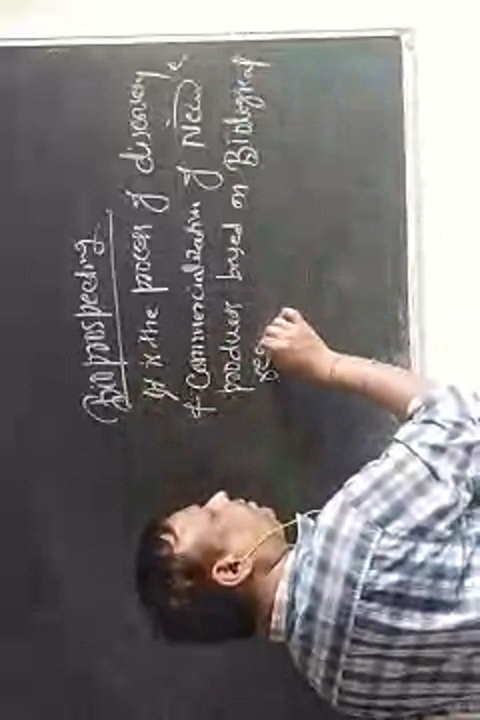 Bioprospecting
It is the process of discovery
& Commercialization of New
products based on Biological